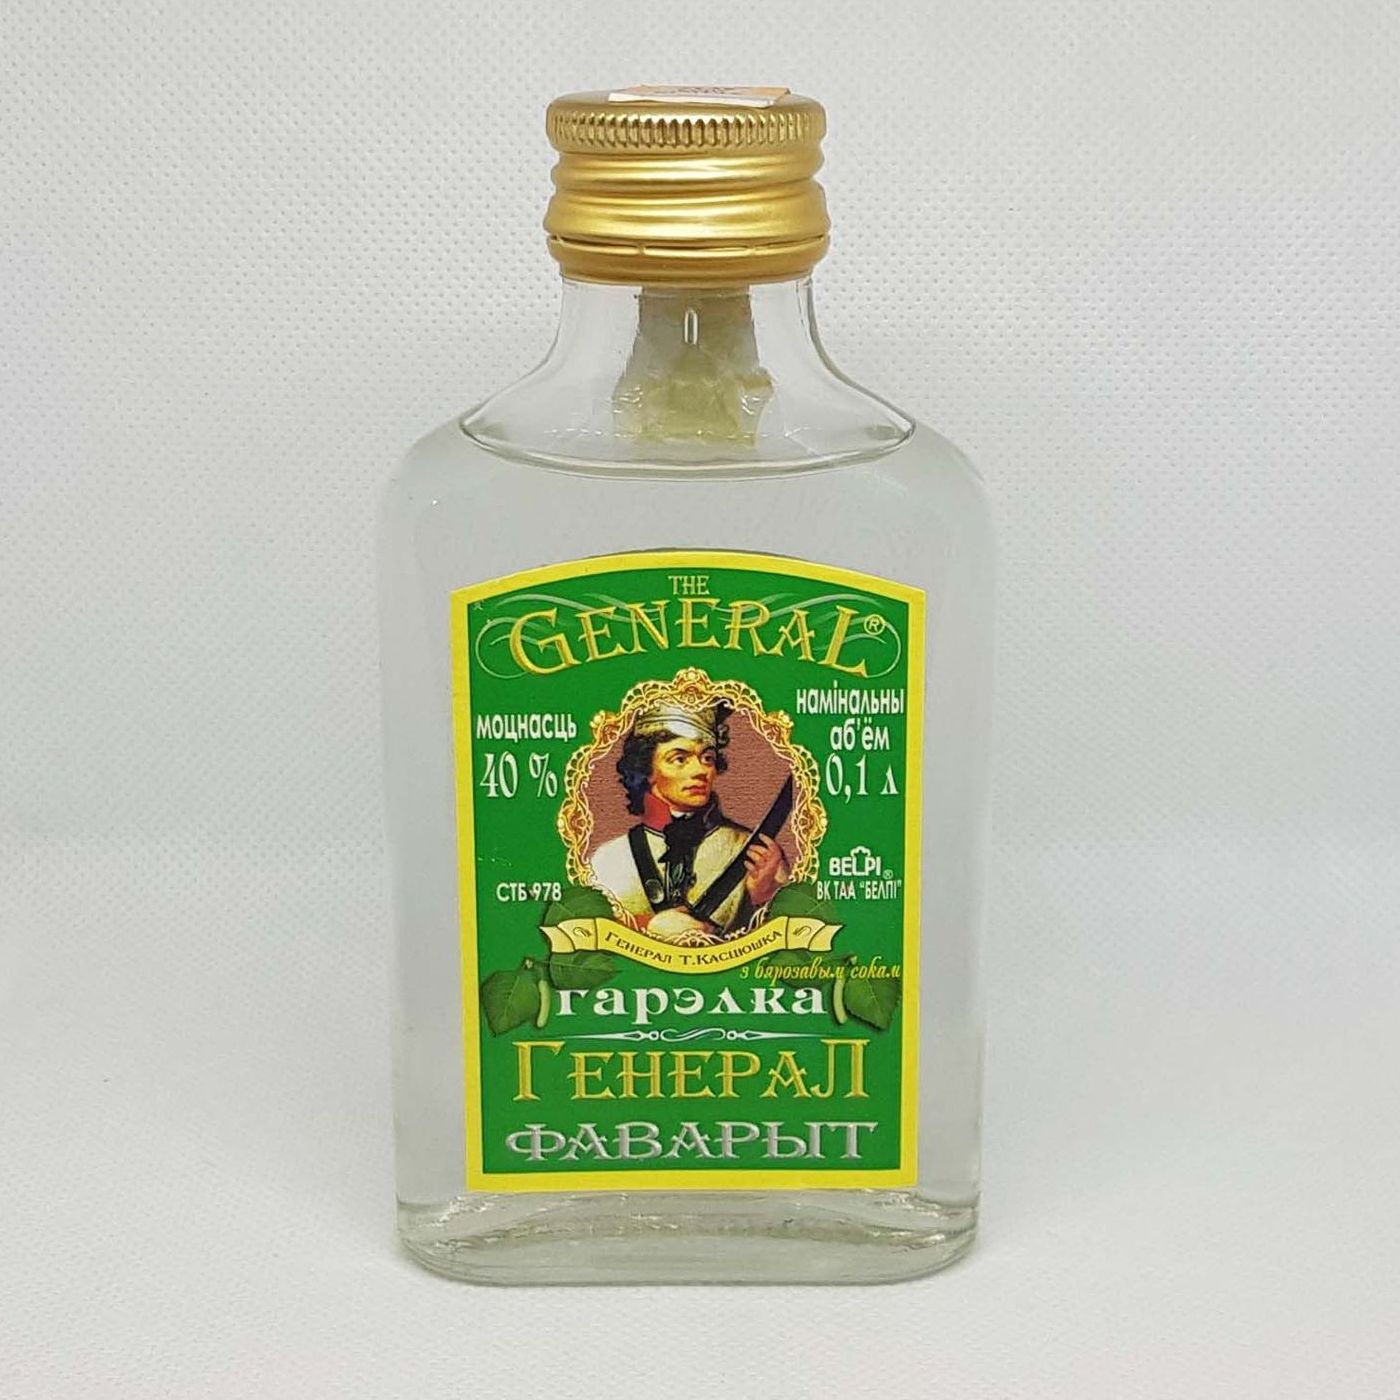 THE
GENERAL®
моцнасць
40 %
намінальны
аб'ём
0,1 л
BELPI®
ВК ТАА "БЕЛПІ"
СТБ 978
ГЕНЕРАЛ Т.КАСЦЮШКА
з бярозавым сокам
гарэлка
ГЕНЕРАЛ
ФАВАРЫТ